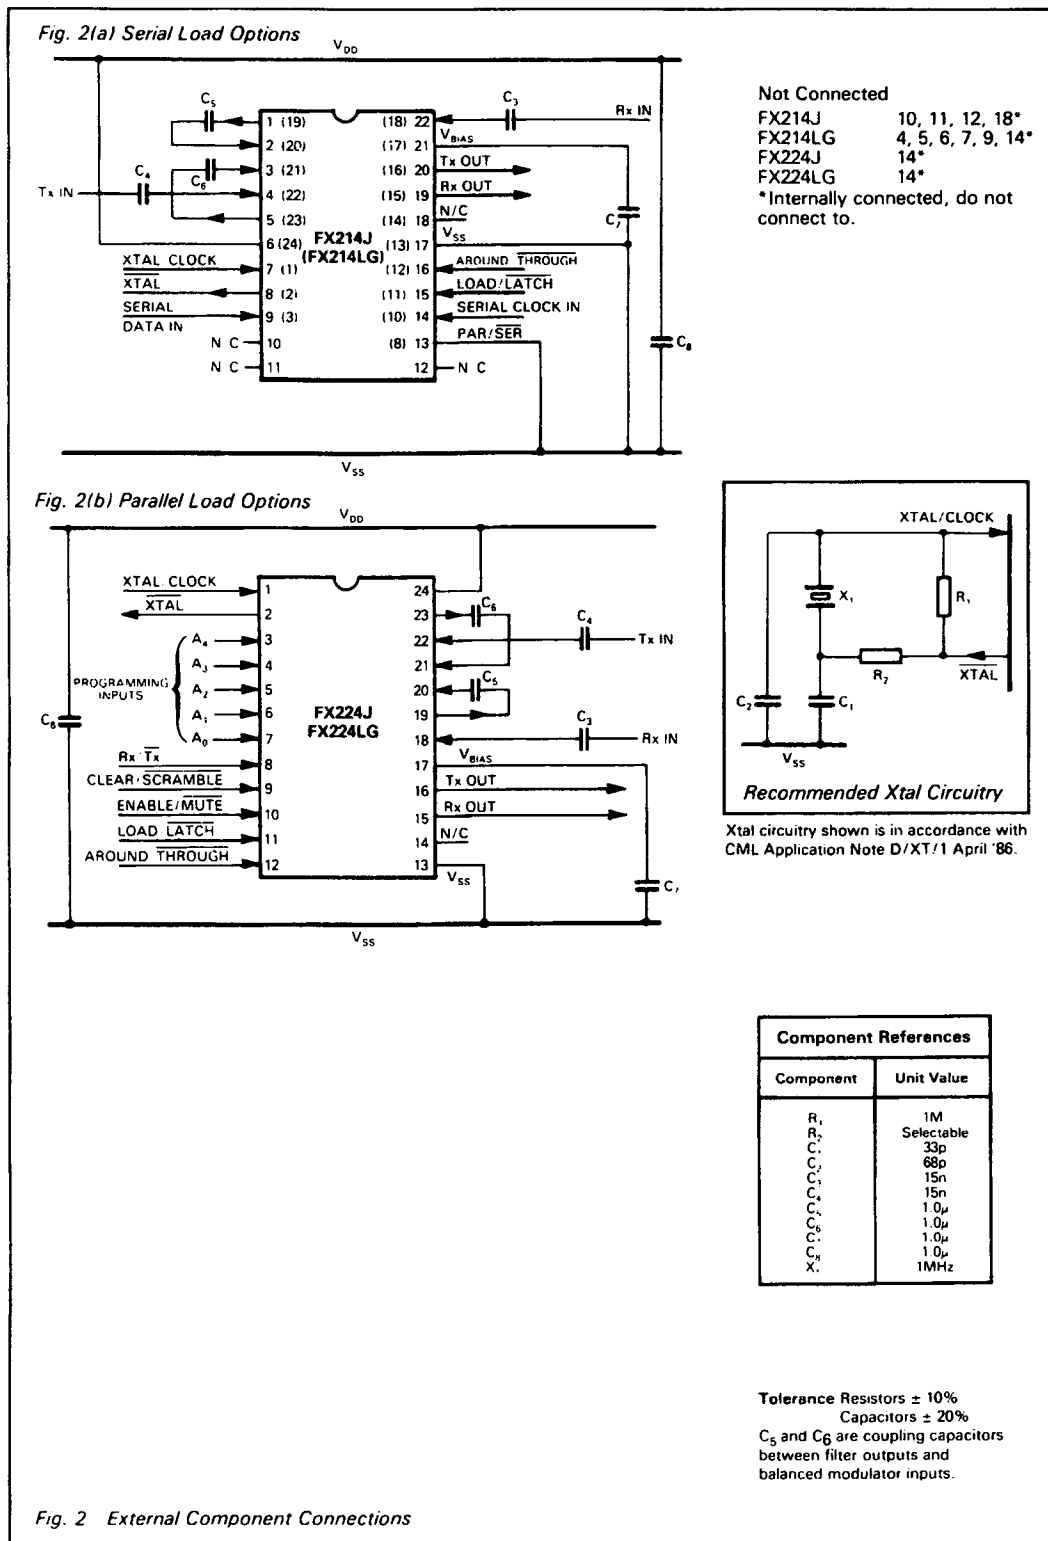 Fig. 2(a) Serial Load Options
VDD
C5
1 (19)
2 (20)
C6
3 (21)
C4
Tx IN
4 (22)
5 (23)
6 (24)
XTAL CLOCK
7 (1)
XTAL
8 (2)
SERIAL
DATA IN
9 (3)
N C
10
N C
11
FX214J
(FX214LG)
C3
Rx IN
(18) 22
VBIAS
(17) 21
Tx OUT
(16) 20
Rx OUT
(15) 19
N/C
(14) 18
VSS
(13) 17
AROUND THROUGH
(12) 16
LOAD/LATCH
(11) 15
SERIAL CLOCK IN
(10) 14
PAR/SER
(8) 13
12
N C
C7
C8
VSS
Not Connected
FX214J 10, 11, 12, 18*
FX214LG 4, 5, 6, 7, 9, 14*
FX224J 14*
FX224LG 14*
*Internally connected, do not
connect to.
Fig. 2(b) Parallel Load Options
VDD
XTAL CLOCK
1
XTAL
2
A4
3
A3
4
PROGRAMMING
INPUTS
A2
5
A1
6
A0
7
C8
Rx Tx
8
CLEAR SCRAMBLE
9
ENABLE/MUTE
10
LOAD LATCH
11
AROUND THROUGH
12
FX224J
FX224LG
24
23
C6
22
C4
Tx IN
21
20
C5
19
C3
18
Rx IN
VBIAS
17
Tx OUT
16
Rx OUT
15
N/C
14
13
VSS
C7
VSS
XTAL/CLOCK
X1
R1
R2
XTAL
C2
C1
VSS
Recommended Xtal Circuitry
Xtal circuitry shown is in accordance with
CML Application Note D/XT/1 April '86.
Component References
Component Unit Value
R1 1M
R2 Selectable
C. 33p
C2 68p
C3 15n
C4 15n
C5 1.0μ
C6 1.0μ
C. 1.0μ
C8 1.0μ
X. 1MHz
Tolerance Resistors ± 10%
Capacitors ± 20%
C5 and C6 are coupling capacitors
between filter outputs and
balanced modulator inputs.
Fig. 2 External Component Connections